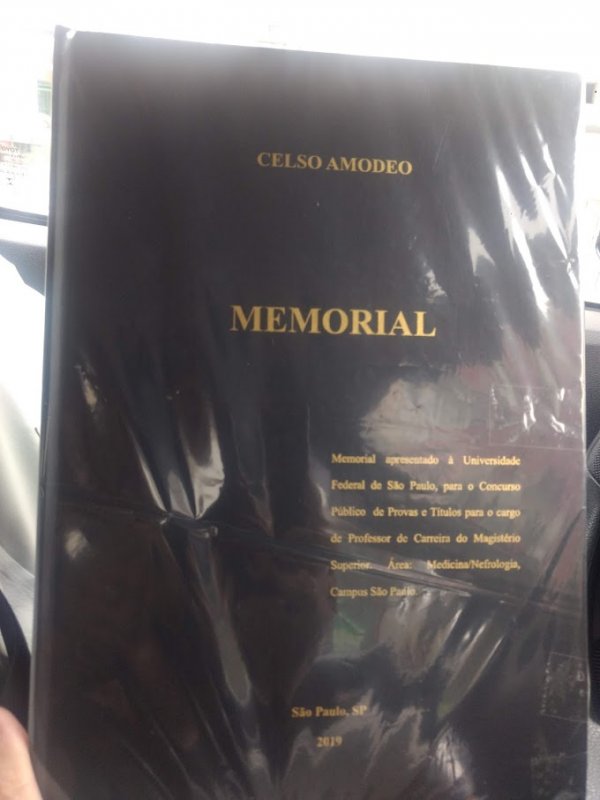 CELSO AMODEO
MEMORIAL
Memorial apresentado à Universidade
Federal de São Paulo, para o Concurso
Público de Provas e Títulos para o cargo
de Professor de Carreira do Magistério
Superior. Área: Medicina/Nefrologia,
Campus São Paulo.
São Paulo, SP
2019